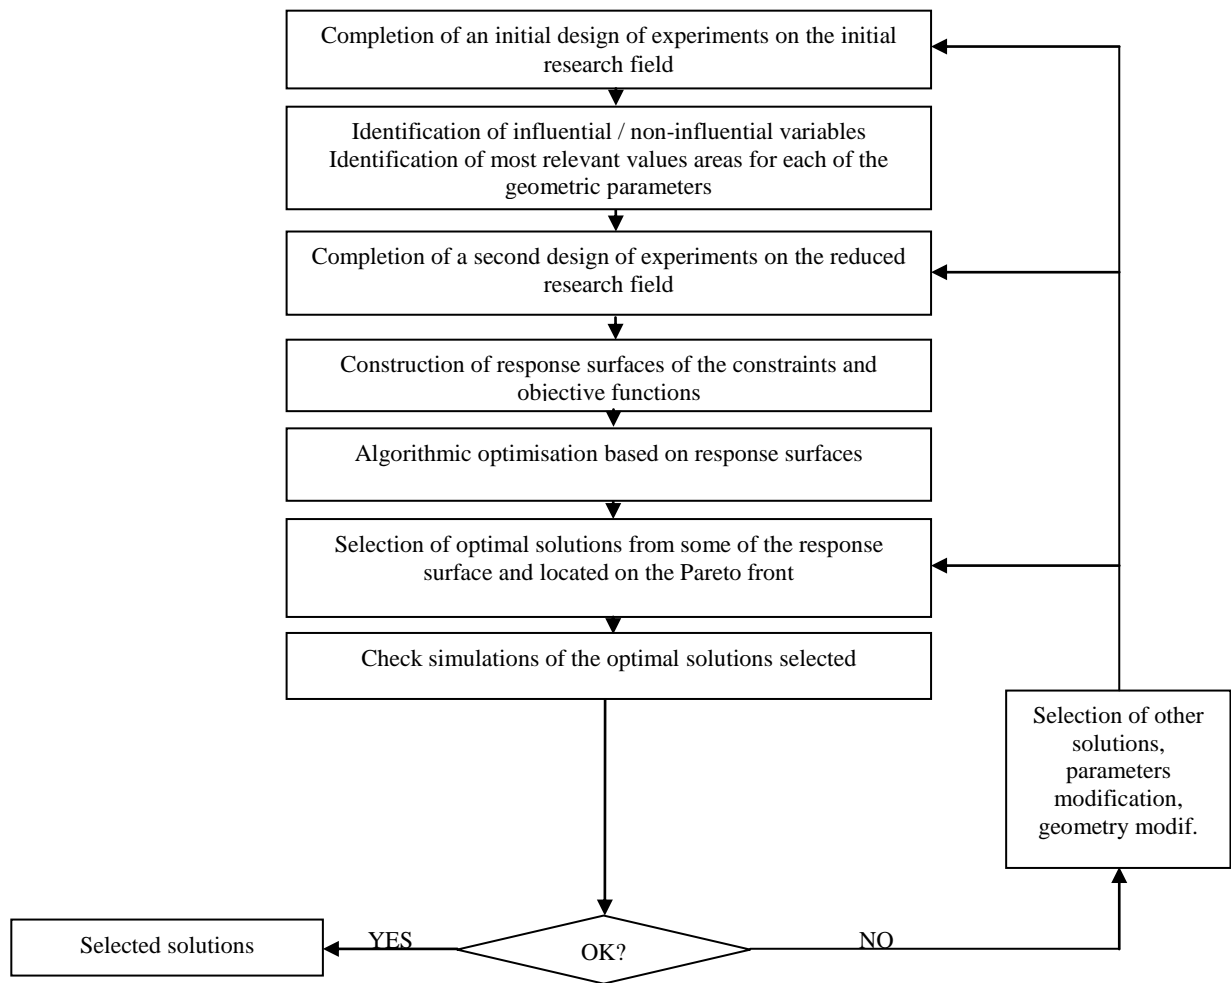 Completion of an initial design of experiments on the initial
research field
Identification of influential / non-influential variables
Identification of most relevant values areas for each of the
geometric parameters
Completion of a second design of experiments on the reduced
research field
Construction of response surfaces of the constraints and
objective functions
Algorithmic optimisation based on response surfaces
Selection of optimal solutions from some of the response
surface and located on the Pareto front
Check simulations of the optimal solutions selected
Selection of other
solutions,
parameters
modification,
geometry modif.
Selected solutions
YES
OK?
NO